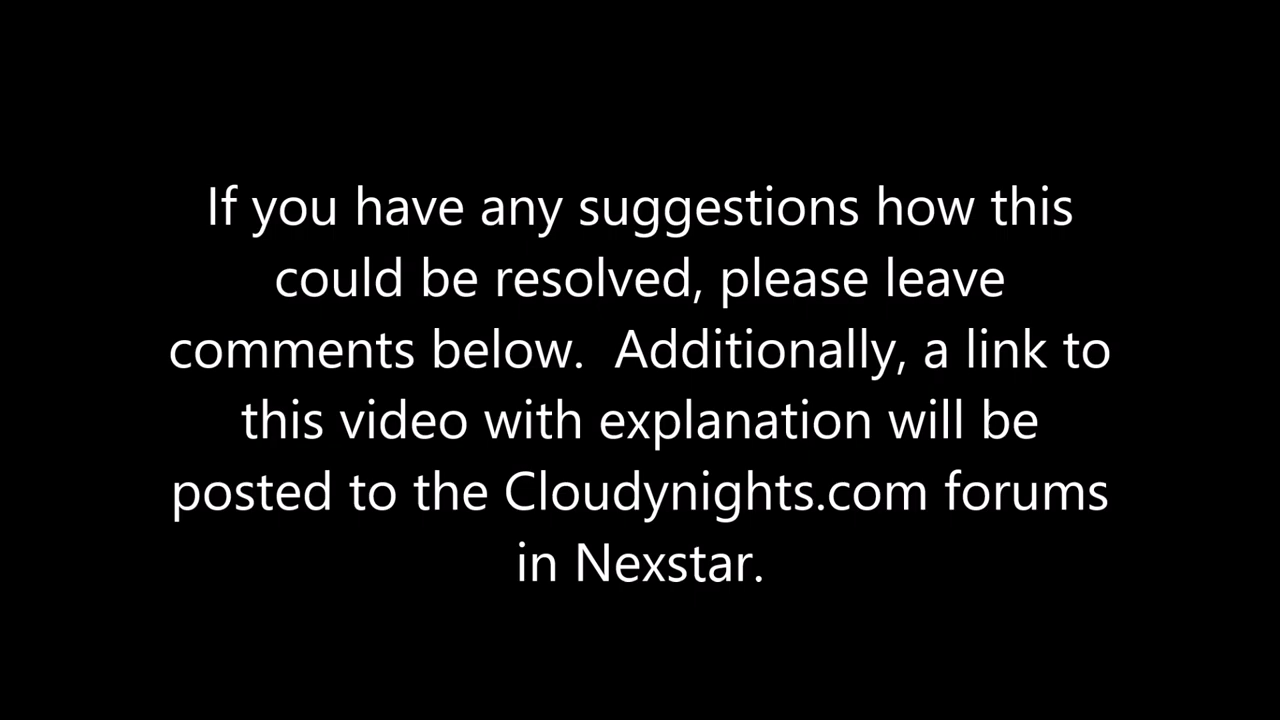 If you have any suggestions how this
could be resolved, please leave
comments below.  Additionally, a link to
this video with explanation will be
posted to the Cloudynights.com forums
in Nexstar.